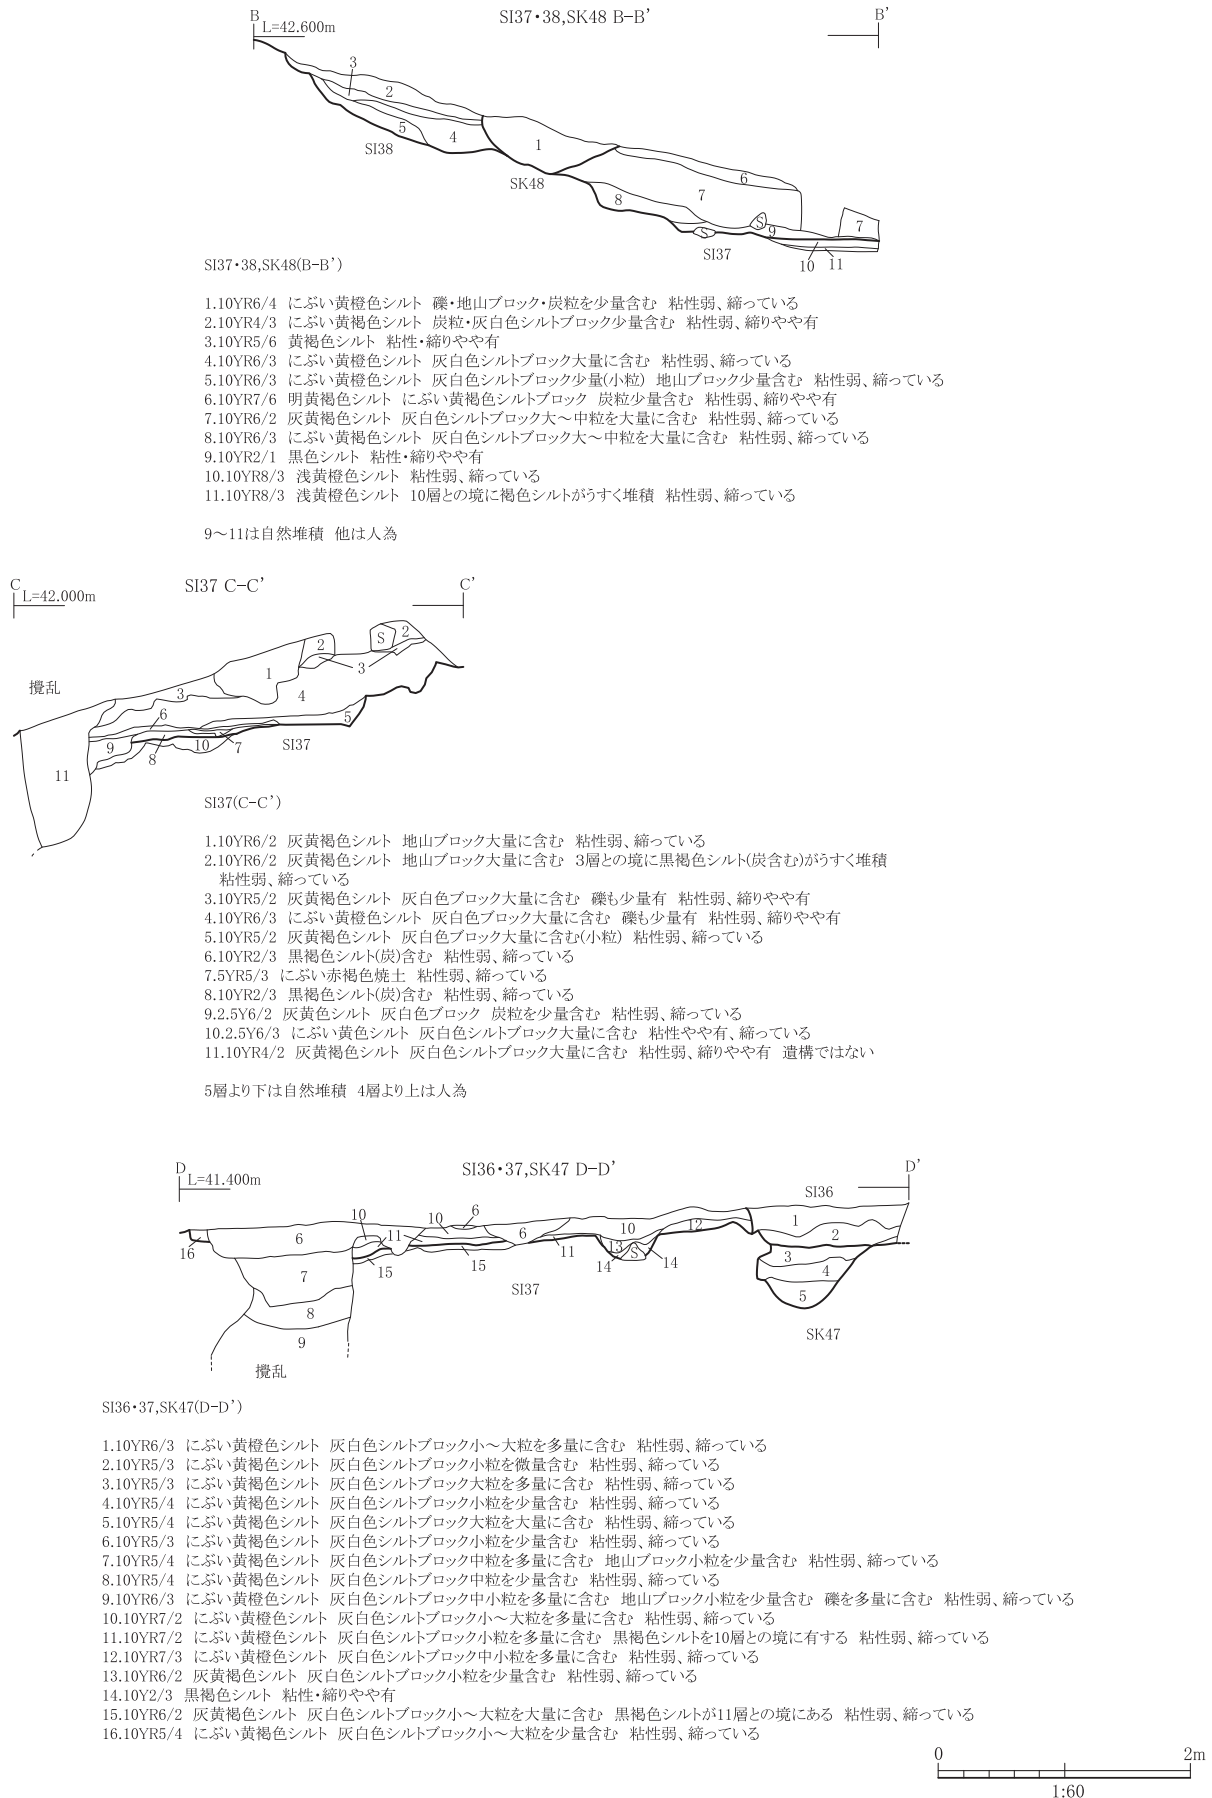 SI37・38,SK48 B-B’
B
B’
L=42.600m
3
2
5
4
1
SI38
SK48
6
7
8
S
9
7
S
SI37
10
11
SI37・38,SK48(B-B’)
1.10YR6/4 にぶい黄橙色シルト 礫・地山ブロック・炭粒を少量含む 粘性弱、締っている
2.10YR4/3 にぶい黄褐色シルト 炭粒・灰白色シルトブロック少量含む 粘性弱、締りやや有
3.10YR5/6 黄褐色シルト 粘性・締りやや有
4.10YR6/3 にぶい黄橙色シルト 灰白色シルトブロック大量に含む 粘性弱、締っている
5.10YR6/3 にぶい黄橙色シルト 灰白色シルトブロック少量(小粒) 地山ブロック少量含む 粘性弱、締っている
6.10YR7/6 明黄褐色シルト にぶい黄褐色シルトブロック 炭粒少量含む 粘性弱、締りやや有
7.10YR6/2 灰黄褐色シルト 灰白色シルトブロック大～中粒を大量に含む 粘性弱、締っている
8.10YR6/3 にぶい黄褐色シルト 灰白色シルトブロック大～中粒を大量に含む 粘性弱、締っている
9.10YR2/1 黒色シルト 粘性・締りやや有
10.10YR8/3 浅黄橙色シルト 粘性弱、締っている
11.10YR8/3 浅黄橙色シルト 10層との境に褐色シルトがうすく堆積 粘性弱、締っている
9～11は自然堆積 他は人為
SI37 C-C’
C
C’
L=42.000m
S
2
2
1
3
攪乱
3
4
6
5
9
10
7
SI37
8
11
SI37(C-C’)
1.10YR6/2 灰黄褐色シルト 地山ブロック大量に含む 粘性弱、締っている
2.10YR6/2 灰黄褐色シルト 地山ブロック大量に含む 3層との境に黒褐色シルト(炭含む)がうすく堆積
粘性弱、締っている
3.10YR5/2 灰黄褐色シルト 灰白色ブロック大量に含む 礫も少量有 粘性弱、締りやや有
4.10YR6/3 にぶい黄橙色シルト 灰白色ブロック大量に含む 礫も少量有 粘性弱、締りやや有
5.10YR5/2 灰黄褐色シルト 灰白色ブロック大量に含む(小粒) 粘性弱、締っている
6.10YR2/3 黒褐色シルト(炭)含む 粘性弱、締っている
7.5YR5/3 にぶい赤褐色焼土 粘性弱、締っている
8.10YR2/3 黒褐色シルト(炭)含む 粘性弱、締っている
9.2.5Y6/2 灰黄色シルト 灰白色ブロック 炭粒を少量含む 粘性弱、締っている
10.2.5Y6/3 にぶい黄色シルト 灰白色シルトブロック大量に含む 粘性やや有、締っている
11.10YR4/2 灰黄褐色シルト 灰白色シルトブロック大量に含む 粘性弱、締りやや有 遺構ではない
5層より下は自然堆積 4層より上は人為
SI36・37,SK47 D-D’
D
D’
L=41.400m
SI36
16
6
10
11
10
6
6
11
10
12
1
2
7
15
15
13
14
S
14
3
4
5
8
9
SI37
SK47
攪乱
SI36・37,SK47(D-D’)
1.10YR6/3 にぶい黄橙色シルト 灰白色シルトブロック小～大粒を多量に含む 粘性弱、締っている
2.10YR5/3 にぶい黄褐色シルト 灰白色シルトブロック小粒を微量含む 粘性弱、締っている
3.10YR5/3 にぶい黄褐色シルト 灰白色シルトブロック大粒を多量に含む 粘性弱、締っている
4.10YR5/4 にぶい黄褐色シルト 灰白色シルトブロック小粒を少量含む 粘性弱、締っている
5.10YR5/4 にぶい黄褐色シルト 灰白色シルトブロック大粒を大量に含む 粘性弱、締っている
6.10YR5/3 にぶい黄褐色シルト 灰白色シルトブロック小粒を少量含む 粘性弱、締っている
7.10YR5/4 にぶい黄褐色シルト 灰白色シルトブロック中粒を多量に含む 地山ブロック小粒を少量含む 粘性弱、締っている
8.10YR5/4 にぶい黄褐色シルト 灰白色シルトブロック中粒を少量含む 粘性弱、締っている
9.10YR6/3 にぶい黄橙色シルト 灰白色シルトブロック中小粒を多量に含む 地山ブロック小粒を少量含む 礫を多量に含む 粘性弱、締っている
10.10YR7/2 にぶい黄橙色シルト 灰白色シルトブロック小～大粒を多量に含む 粘性弱、締っている
11.10YR7/2 にぶい黄橙色シルト 灰白色シルトブロック小粒を多量に含む 黒褐色シルトを10層との境に有する 粘性弱、締っている
12.10YR7/3 にぶい黄橙色シルト 灰白色シルトブロック中小粒を多量に含む 粘性弱、締っている
13.10YR6/2 灰黄褐色シルト 灰白色シルトブロック小粒を少量含む 粘性弱、締っている
14.10Y2/3 黒褐色シルト 粘性・締りやや有
15.10YR6/2 灰黄褐色シルト 灰白色シルトブロック小～大粒を大量に含む 黒褐色シルトが11層との境にある 粘性弱、締っている
16.10YR5/4 にぶい黄褐色シルト 灰白色シルトブロック小～大粒を少量含む 粘性弱、締っている
0
2m
1:60